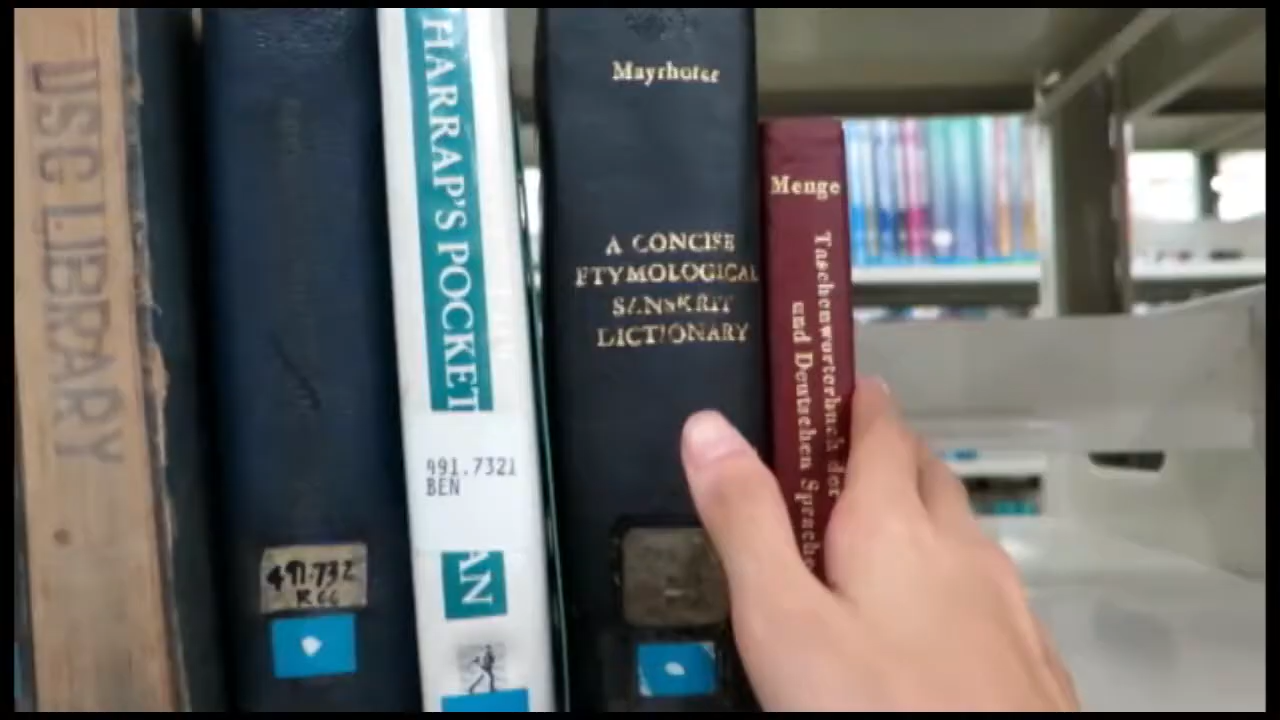 USC LIBRARY
491.732
R66
HARRAP'S POCKET
491.7321
BEN
AN
Mayrhofer
A CONCISE
ETYMOLOGICAL
SANSKRIT
DICTIONARY
Menge
Taschenwörterbuch der
und Deutschen Sprache